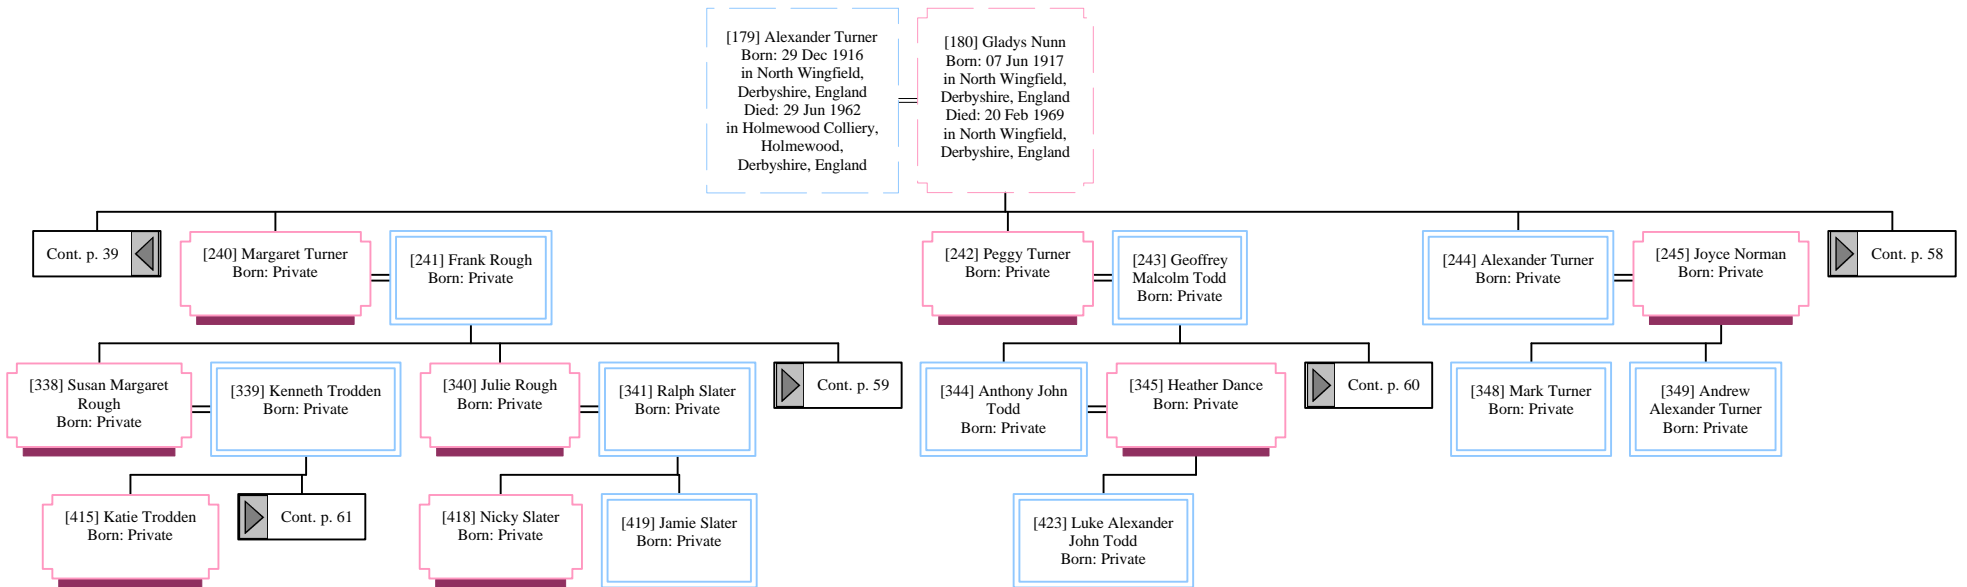 [179] Alexander Turner
Born: 29 Dec 1916
in North Wingfield,
Derbyshire, England
Died: 29 Jun 1962
in Holmewood Colliery,
Holmewood,
Derbyshire, England
[180] Gladys Nunn
Born: 07 Jun 1917
in North Wingfield,
Derbyshire, England
Died: 20 Feb 1969
in North Wingfield,
Derbyshire, England
Cont. p. 39
[240] Margaret Turner
Born: Private
[241] Frank Rough
Born: Private
[242] Peggy Turner
Born: Private
[243] Geoffrey
Malcolm Todd
Born: Private
[244] Alexander Turner
Born: Private
[245] Joyce Norman
Born: Private
Cont. p. 58
[338] Susan Margaret
Rough
Born: Private
[339] Kenneth Trodden
Born: Private
[340] Julie Rough
Born: Private
[341] Ralph Slater
Born: Private
Cont. p. 59
[344] Anthony John
Todd
Born: Private
[345] Heather Dance
Born: Private
Cont. p. 60
[348] Mark Turner
Born: Private
[349] Andrew
Alexander Turner
Born: Private
[415] Katie Trodden
Born: Private
Cont. p. 61
[418] Nicky Slater
Born: Private
[419] Jamie Slater
Born: Private
[423] Luke Alexander
John Todd
Born: Private